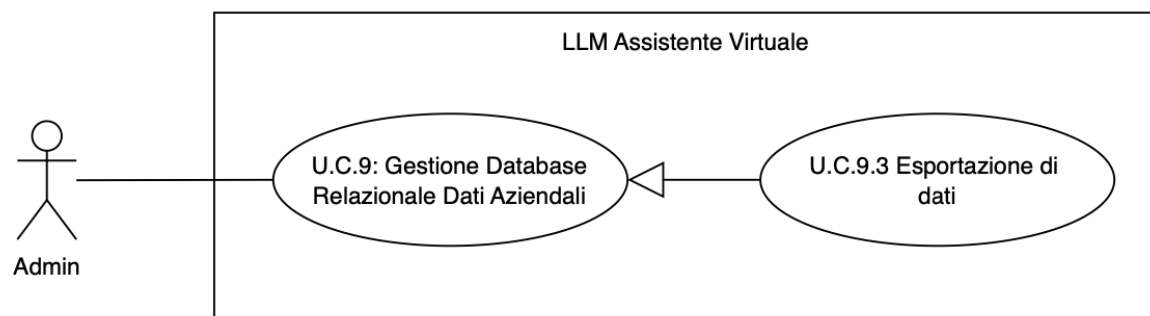 LLM Assistente Virtuale
U.C.9: Gestione Database
Relazionale Dati Aziendali
U.C.9.3 Esportazione di
dati
Admin